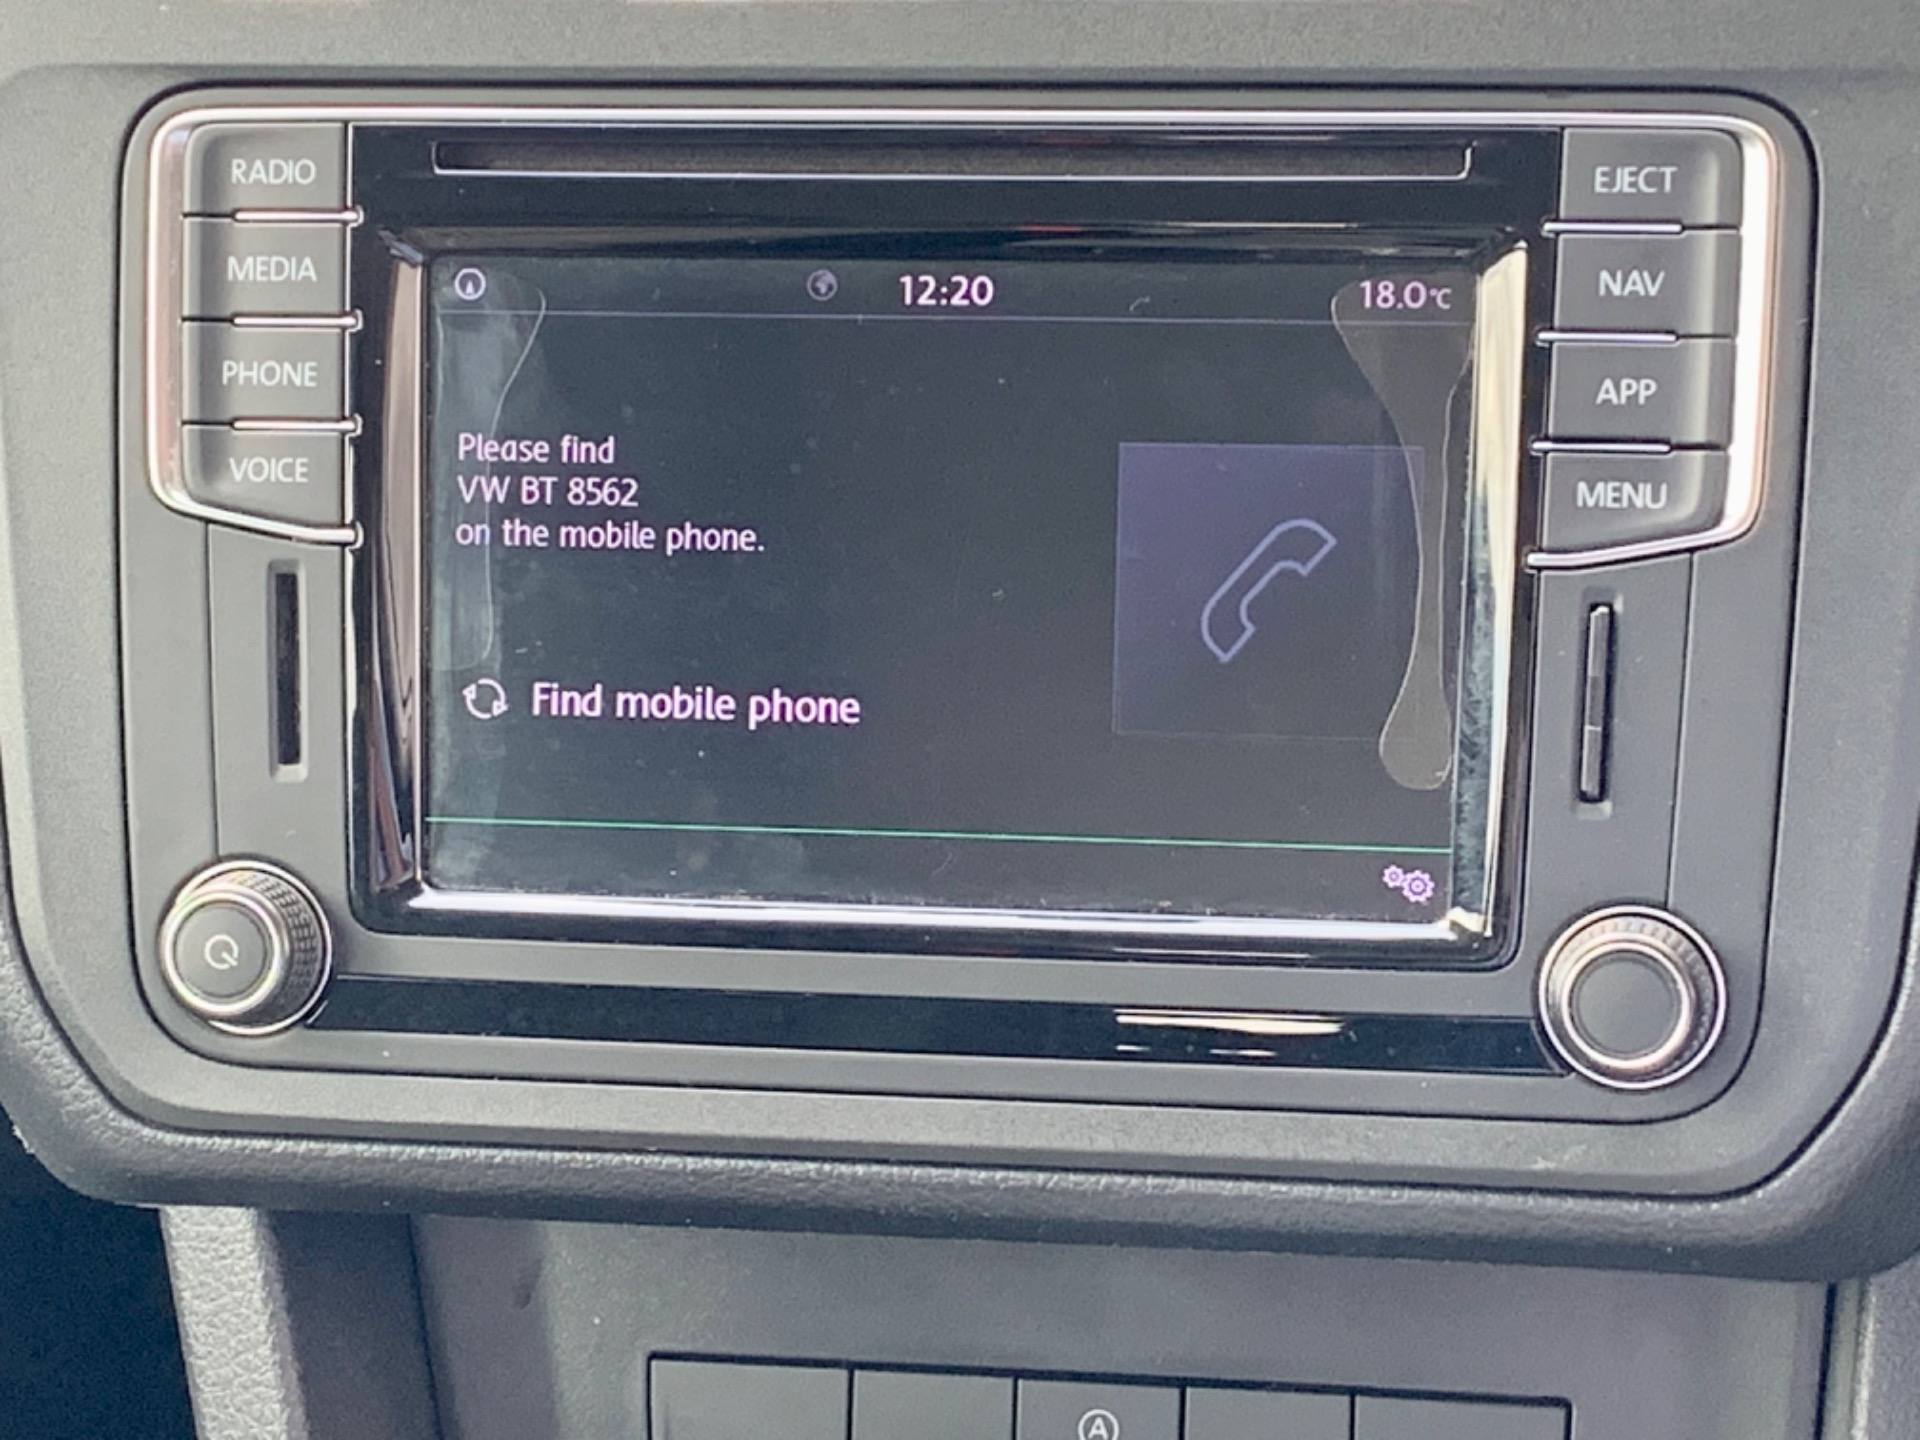 RADIO
MEDIA
PHONE
VOICE
EJECT
NAV
APP
MENU
12:20
18.0°C
Please find
VW BT 8562
on the mobile phone.
Find mobile phone
A